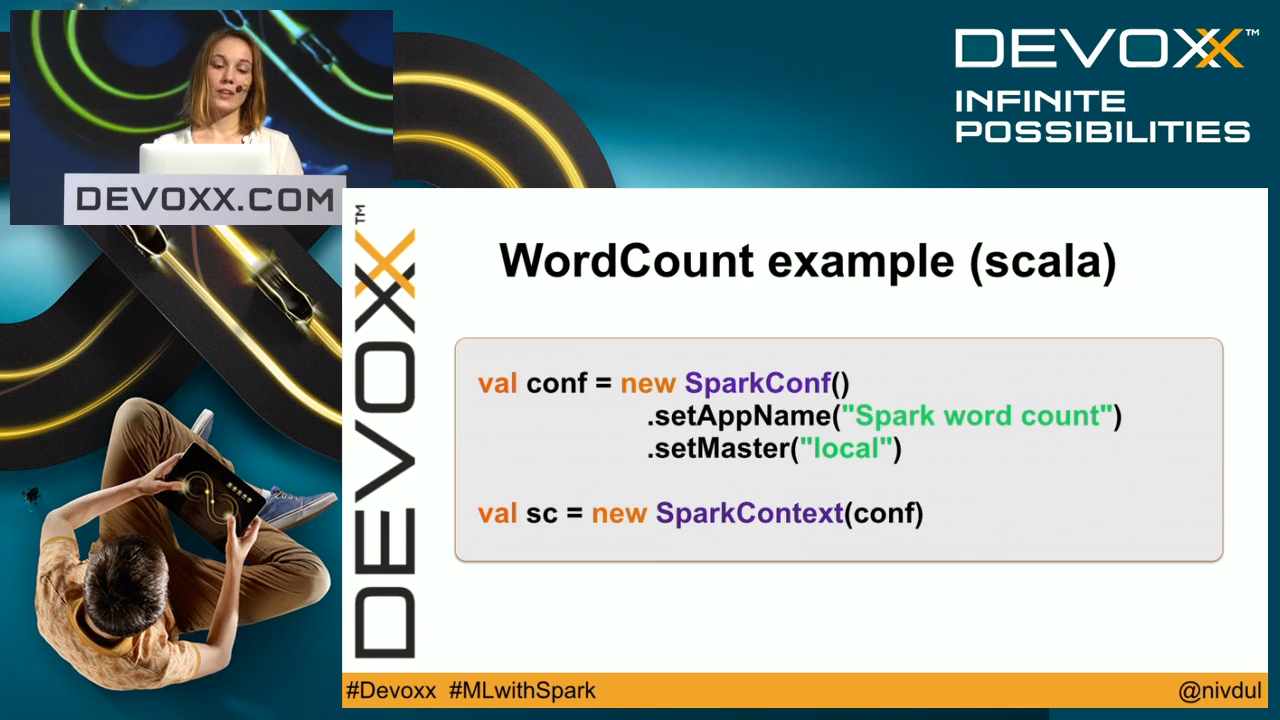 DEVOXX™
INFINITE
POSSIBILITIES
DEVOXX.COM
DEVOXX™
WordCount example (scala)
val conf = new SparkConf()
.setAppName("Spark word count")
.setMaster("local")
val sc = new SparkContext(conf)
#Devoxx #MLwithSpark
@nivdul